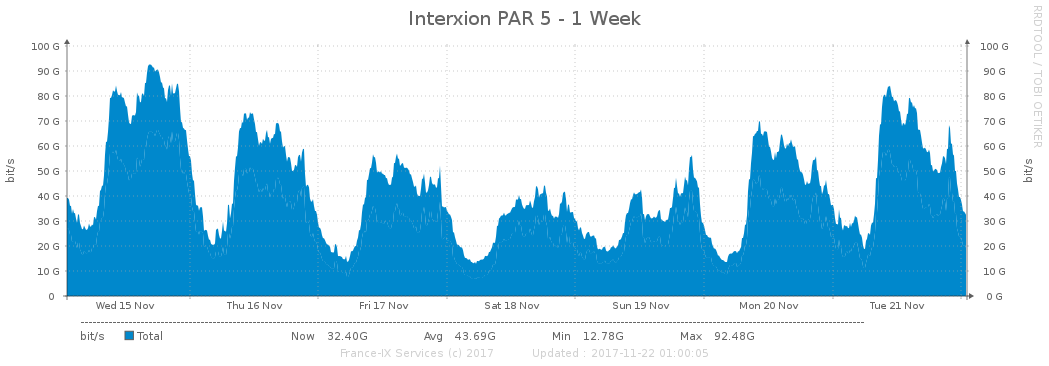 Interxion PAR 5 - 1 Week
RRDTOOL / TOBI OETIKER
100 G 100 G
90 G 90 G
80 G 80 G
70 G 70 G
60 G 60 G
50 G 50 G
40 G 40 G
30 G 30 G
20 G 20 G
10 G 10 G
0 0 G
bit/s
bit/s
Wed 15 Nov Thu 16 Nov Fri 17 Nov Sat 18 Nov Sun 19 Nov Mon 20 Nov Tue 21 Nov
bit/s Total Now 32.40G Avg 43.69G Min 12.78G Max 92.48G
France-IX Services (c) 2017 Updated : 2017-11-22 01:00:05